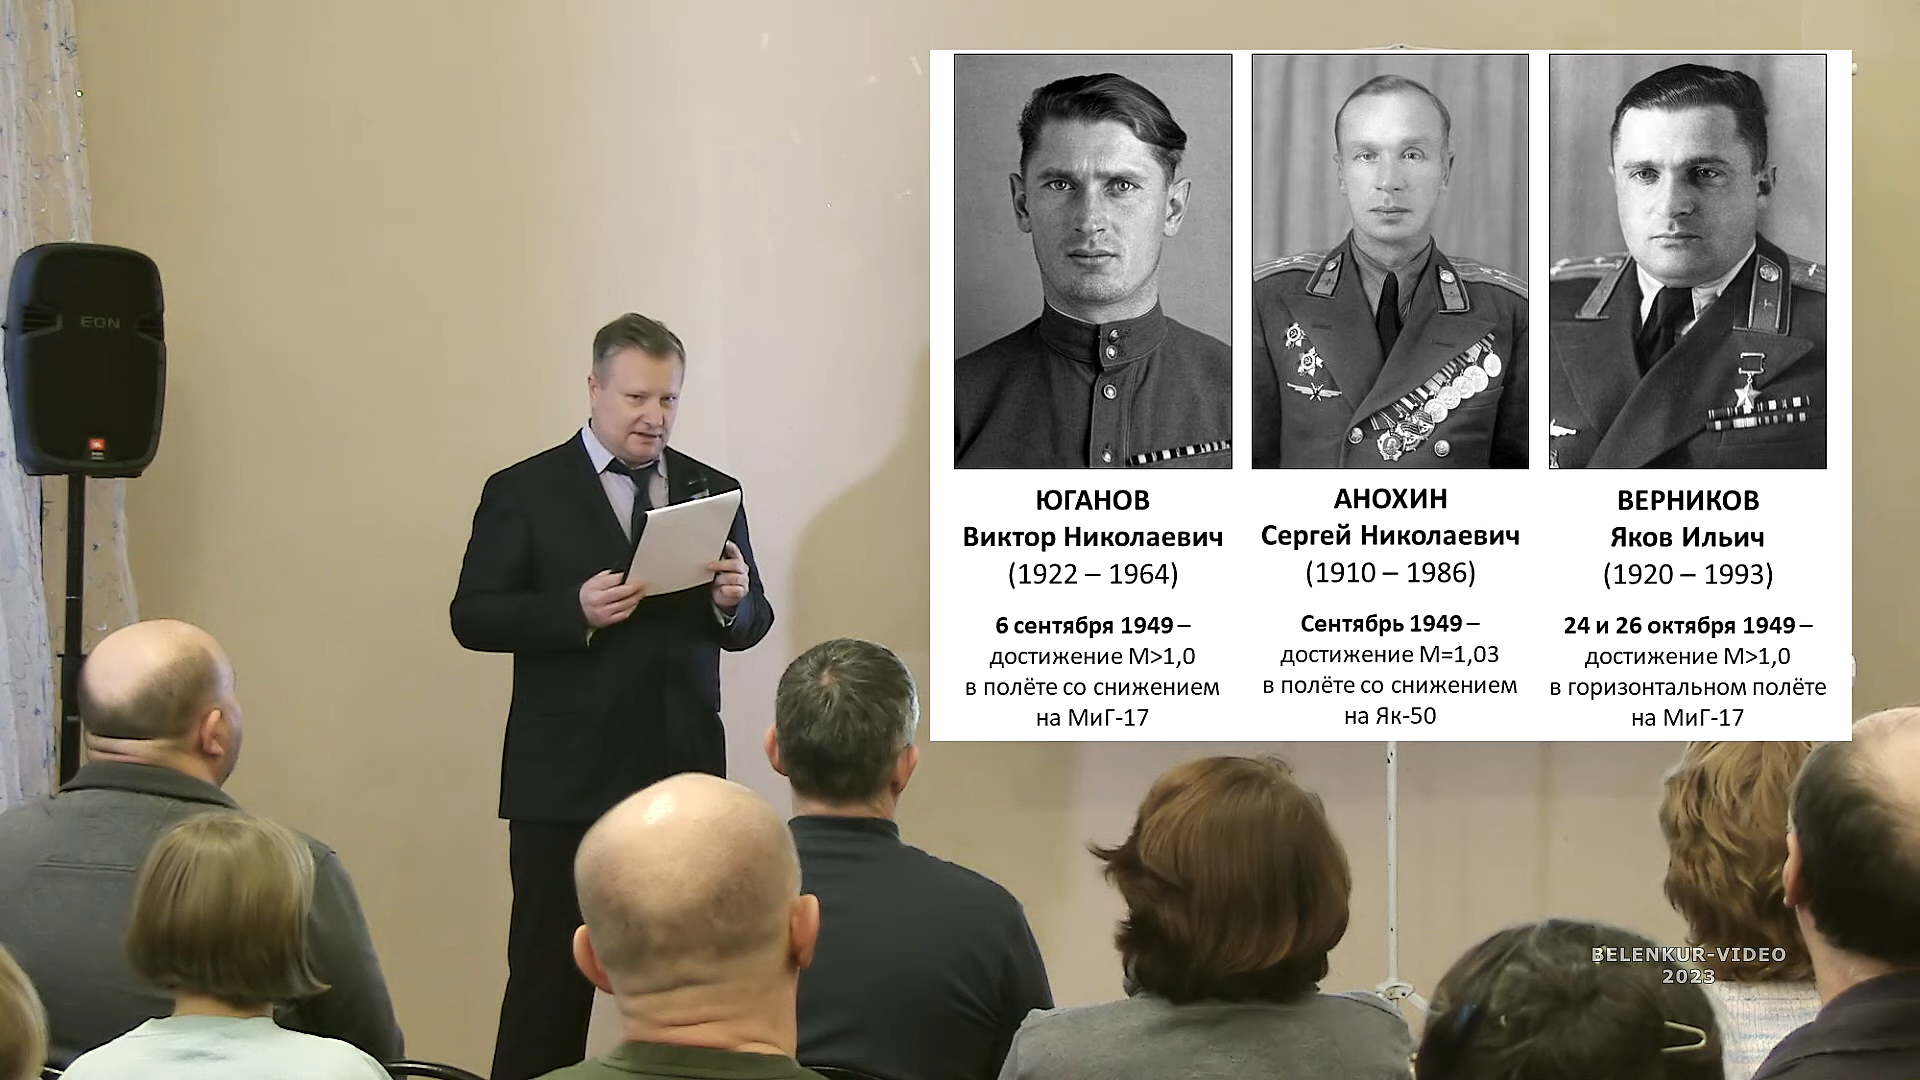 EON
JBL
ЮГАНОВ
Виктор Николаевич
(1922 – 1964)
6 сентября 1949 –
достижение М>1,0
в полёте со снижением
на МиГ-17
АНОХИН
Сергей Николаевич
(1910 – 1986)
Сентябрь 1949 –
достижение М=1,03
в полёте со снижением
на Як-50
ВЕРНИКОВ
Яков Ильич
(1920 – 1993)
24 и 26 октября 1949 –
достижение М>1,0
в горизонтальном полёте
на МиГ-17
BELENKUR-VIDEO
2023